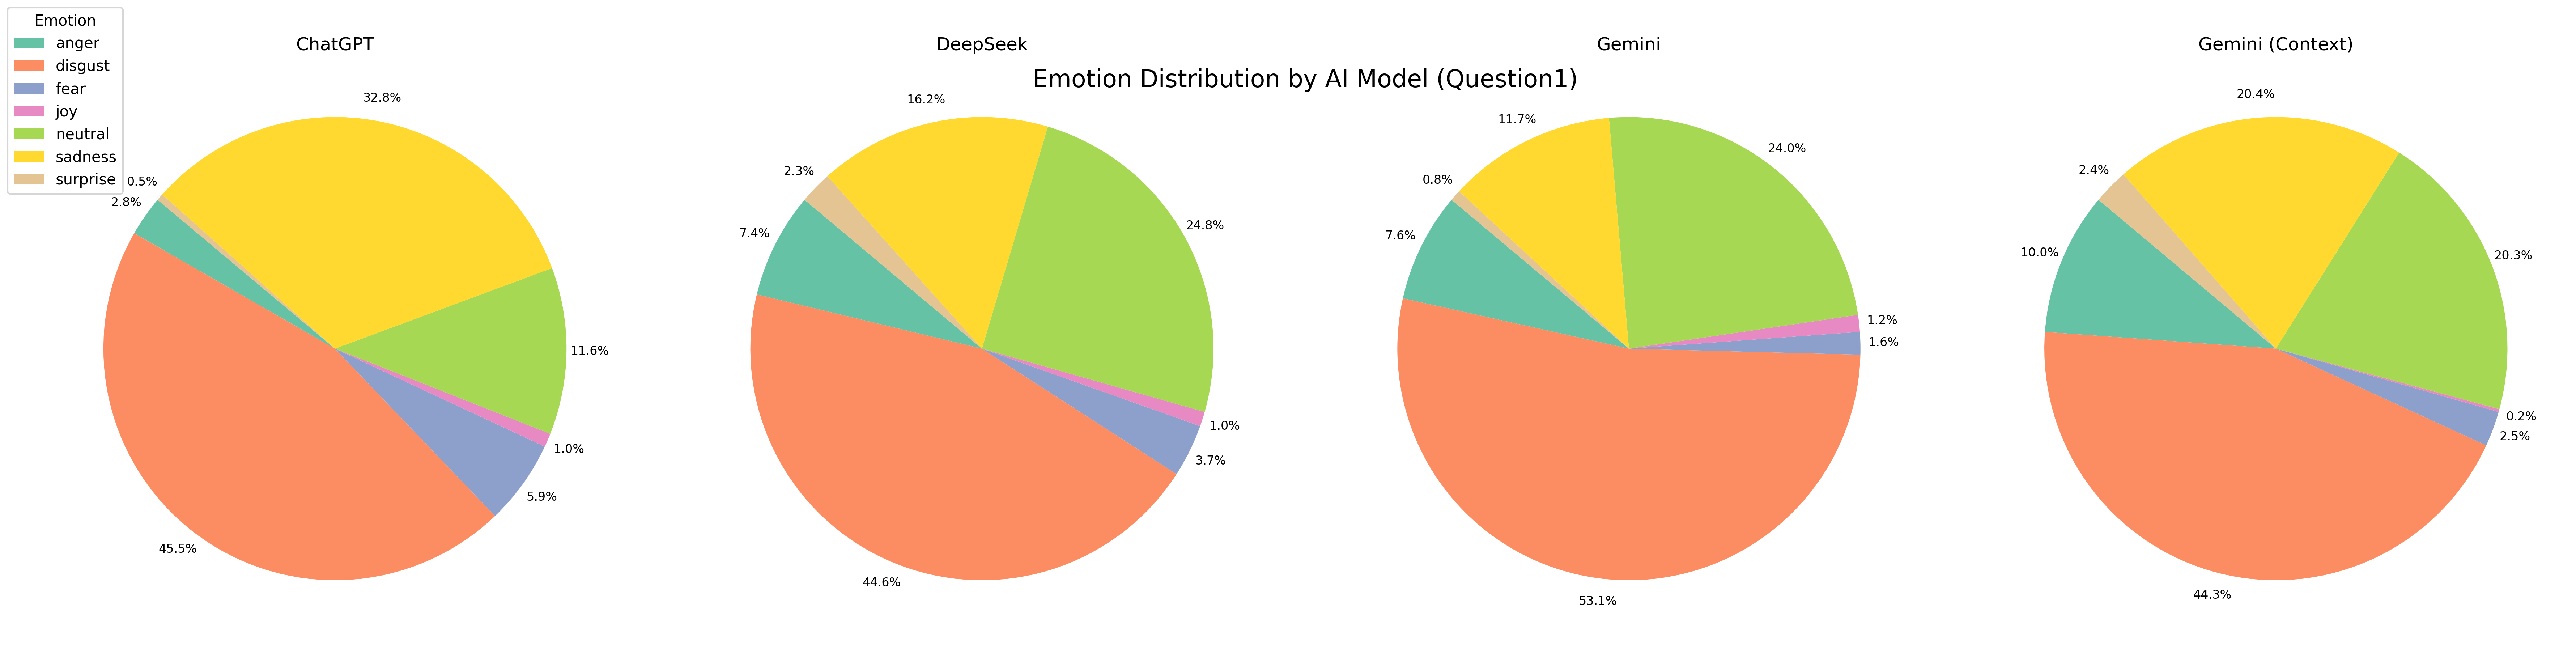 Emotion
anger
disgust
fear
joy
neutral
sadness
surprise
ChatGPT
DeepSeek
Gemini
Gemini (Context)
Emotion Distribution by AI Model (Question1)
32.8%
0.5%
2.8%
11.6%
1.0%
5.9%
45.5%
16.2%
2.3%
7.4%
24.8%
1.0%
3.7%
44.6%
11.7%
24.0%
0.8%
7.6%
1.2%
1.6%
53.1%
20.4%
2.4%
10.0%
20.3%
0.2%
2.5%
44.3%